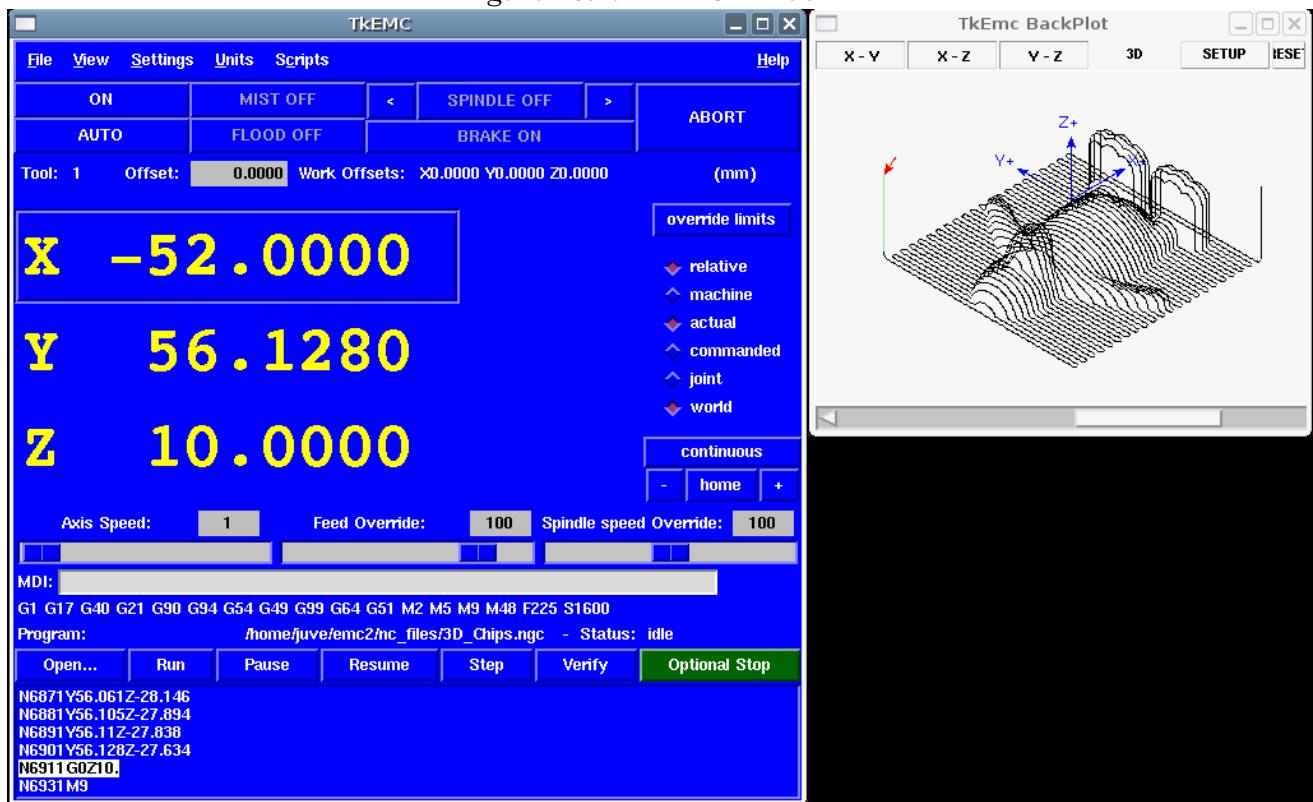 TkEMC
File View Settings Units Scripts Help
ON MIST OFF < SPINDLE OFF > ABORT
AUTO FLOOD OFF BRAKE ON
Tool: 1 Offset: 0.0000 Work Offsets: X0.0000 Y0.0000 Z0.0000 (mm)
override limits
X -52.0000
relative
machine
actual
Y 56.1280
commanded
joint
world
Z 10.0000
continuous
- home +
Axis Speed: 1 Feed Override: 100 Spindle speed Override: 100
MDI:
G1 G17 G40 G21 G90 G94 G54 G49 G99 G64 G51 M2 M5 M9 M48 F225 S1600
Program: /home/juve/emc2/nc_files/3D_Chips.ngc - Status: idle
Open... Run Pause Resume Step Verify Optional Stop
N6871Y56.061Z-28.146
N6881Y56.105Z-27.894
N6891Y56.11Z-27.838
N6901Y56.128Z-27.634
N6911G0Z10.
N6931M9
TkEmc BackPlot
X - Y X - Z Y - Z 3D SETUP ESE
Z+
Y+ X+